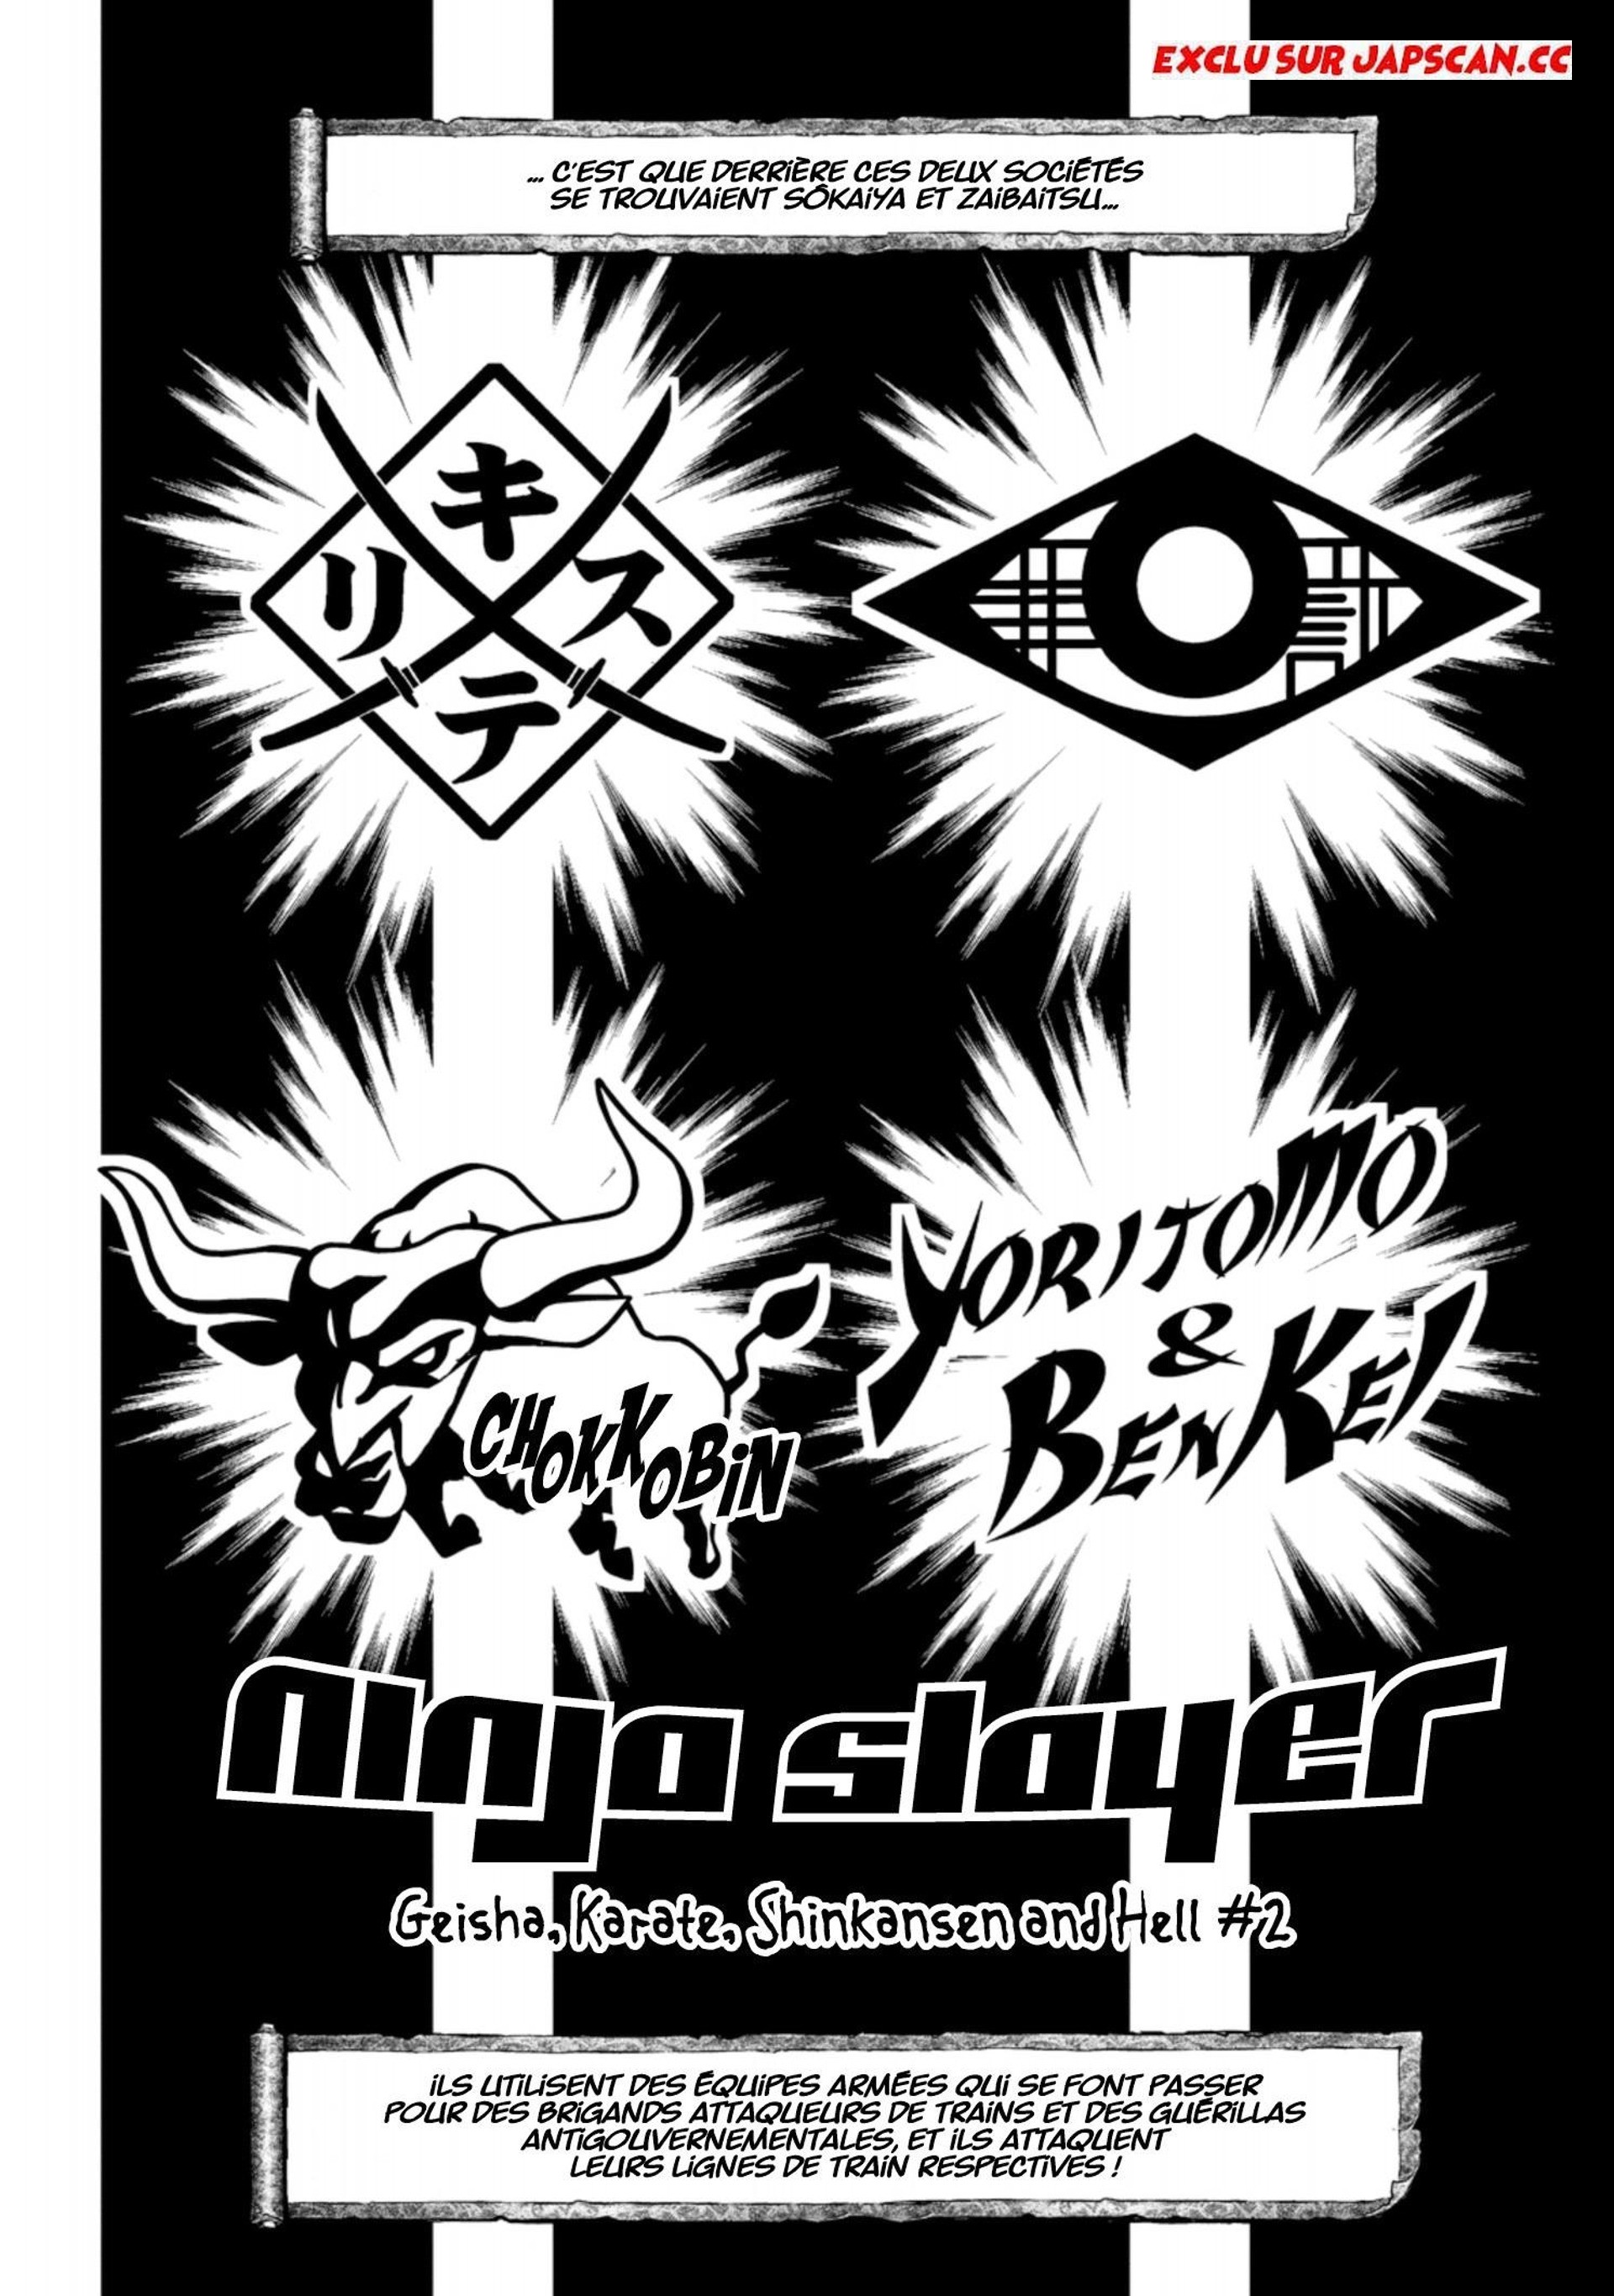 EXCLU SUR JAPSCAN.CC
... C'EST QUE DERRIÈRE CES DEUX SOCIÉTÉS
SE TROUVAIENT SÔKAIYA ET ZAIBAITSU...
キ
リ ス
テ
CHOKKOBIN
YORITOMO
&
BENKEI
ninja slayer
Geisha, Karate, Shinkansen and Hell #2
ILS UTILISENT DES ÉQUIPES ARMÉES QUI SE FONT PASSER
POUR DES BRIGANDS ATTAQUEURS DE TRAINS ET DES GUÉRILLAS
ANTIGOUVERNEMENTALES, ET ILS ATTAQUENT
LEURS LIGNES DE TRAIN RESPECTIVES !